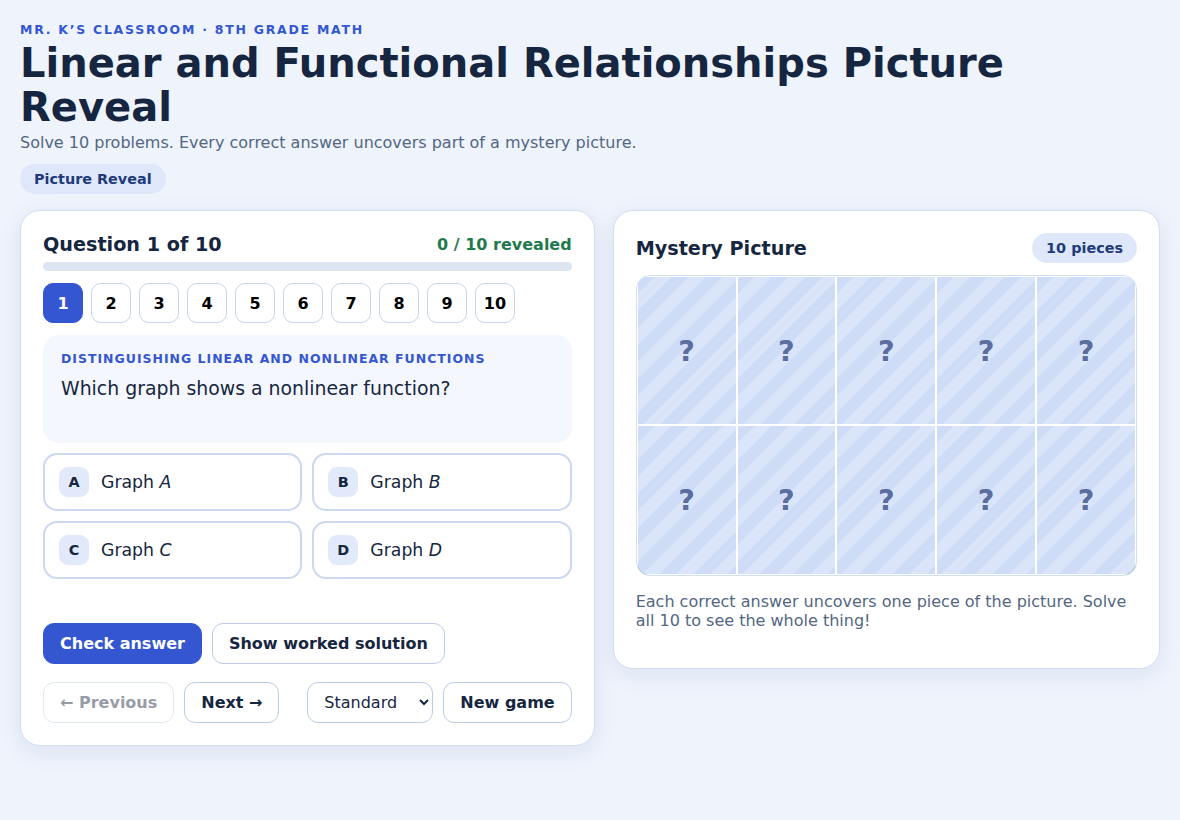 MR. K’S CLASSROOM · 8TH GRADE MATH
Linear and Functional Relationships Picture
Reveal
Solve 10 problems. Every correct answer uncovers part of a mystery picture.
Picture Reveal
Question 1 of 10
0 / 10 revealed
1 2 3 4 5 6 7 8 9 10
DISTINGUISHING LINEAR AND NONLINEAR FUNCTIONS
Which graph shows a nonlinear function?
A Graph A
B Graph B
C Graph C
D Graph D
Check answer
Show worked solution
← Previous
Next →
Standard
New game
Mystery Picture
10 pieces
? ? ? ? ?
? ? ? ? ?
Each correct answer uncovers one piece of the picture. Solve
all 10 to see the whole thing!